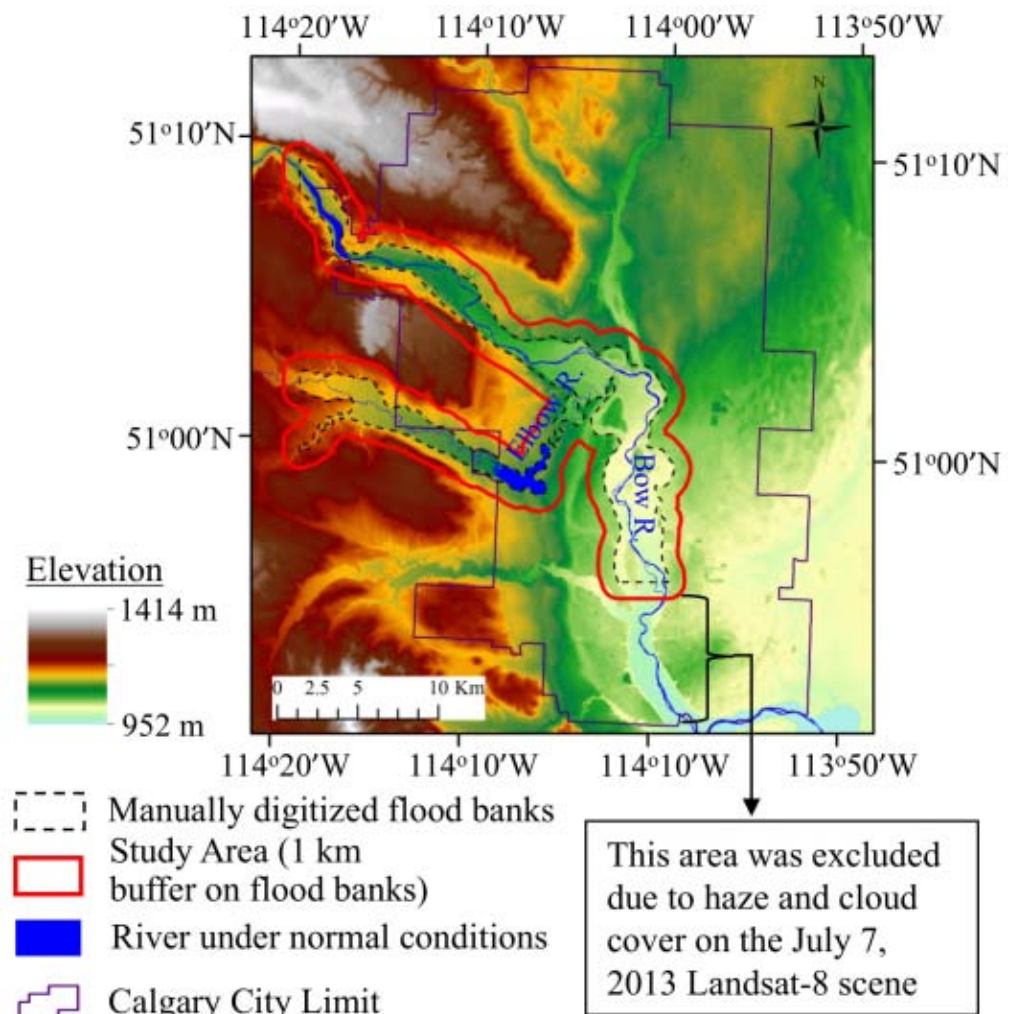 114°20'W 114°10'W 114°00'W 113°50'W
N
51°10'N
51°10'N
Elbow R.
51°00'N
Bow R.
51°00'N
Elevation
1414 m
952 m
0 2.5 5 10 Km
114°20'W 114°10'W 114°10'W 113°50'W
Manually digitized flood banks
Study Area (1 km
buffer on flood banks)
River under normal conditions
Calgary City Limit
This area was excluded
due to haze and cloud
cover on the July 7,
2013 Landsat-8 scene